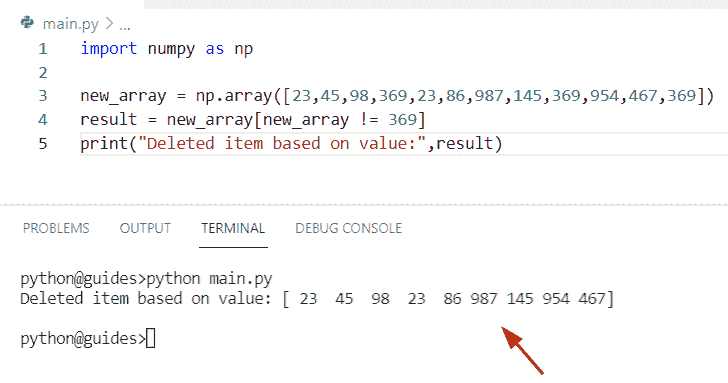 main.py > ...
1 import numpy as np
2
3 new_array = np.array([23,45,98,369,23,86,987,145,369,954,467,369])
4 result = new_array[new_array != 369]
5 print("Deleted item based on value:",result)
PROBLEMS OUTPUT TERMINAL DEBUG CONSOLE
python@guides>python main.py
Deleted item based on value: [ 23  45  98  23  86 987 145 954 467]
python@guides>